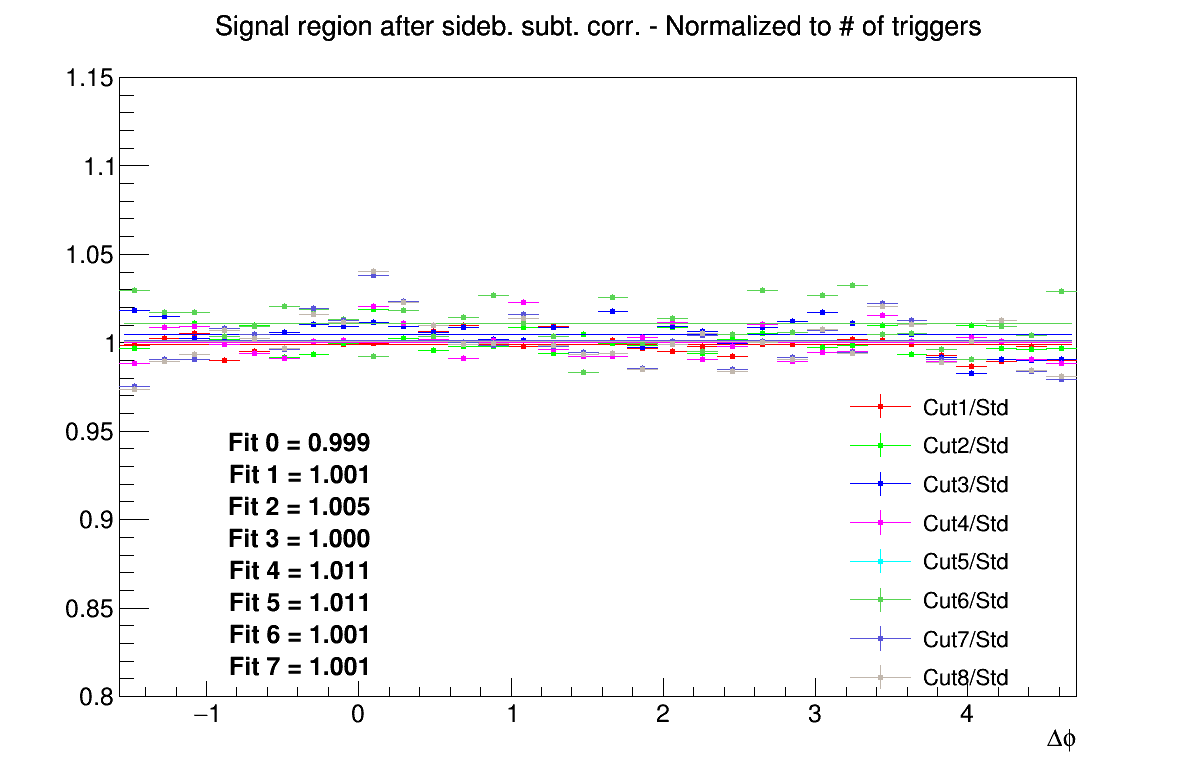 Signal region after sideb. subt. corr. - Normalized to # of triggers
1.15
1.1
1.05
1
0.95
0.9
0.85
0.8
Fit 0 = 0.999
Fit 1 = 1.001
Fit 2 = 1.005
Fit 3 = 1.000
Fit 4 = 1.011
Fit 5 = 1.011
Fit 6 = 1.001
Fit 7 = 1.001
Cut1/Std
Cut2/Std
Cut3/Std
Cut4/Std
Cut5/Std
Cut6/Std
Cut7/Std
Cut8/Std
−1 0 1 2 3 4
Δϕ